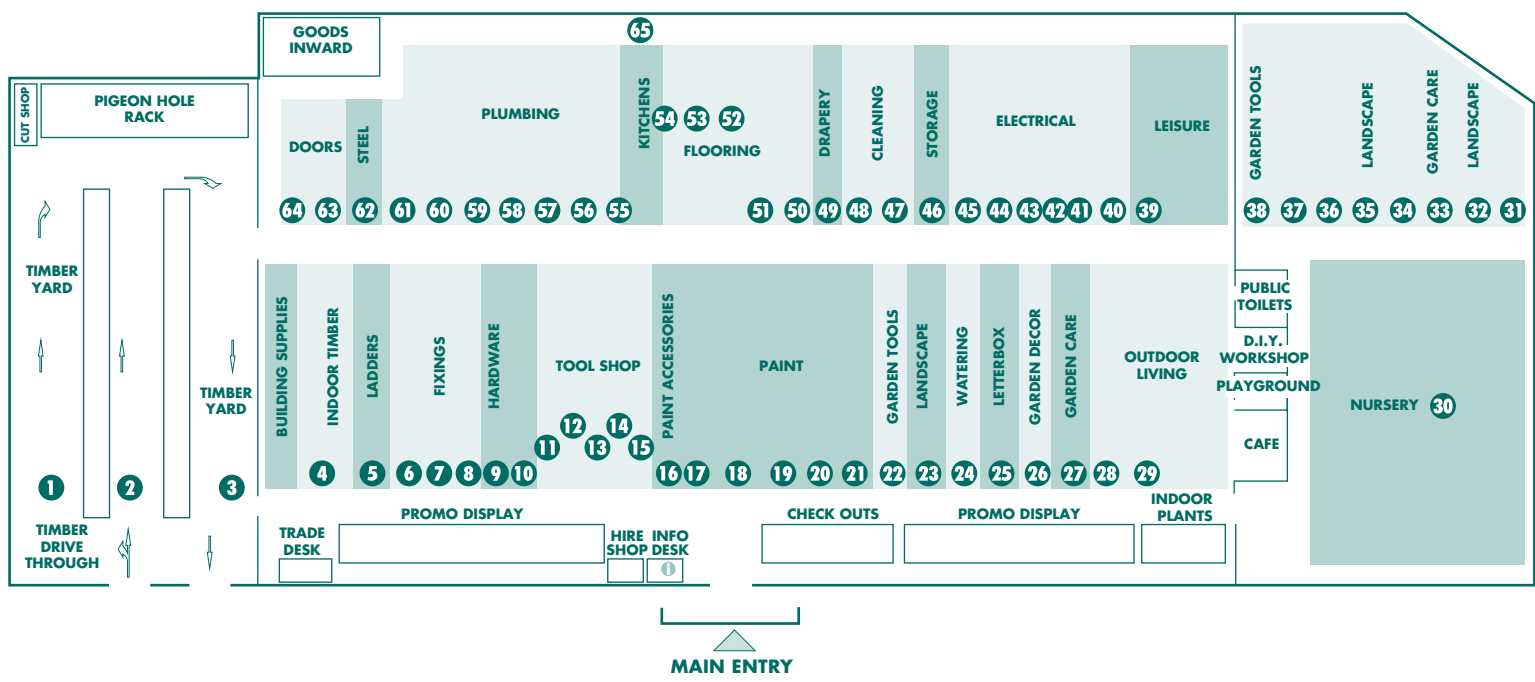 GOODS
INWARD
65
CUT SHOP
PIGEON HOLE
RACK
DOORS
STEEL
PLUMBING
KITCHENS
54 53 52
FLOORING
DRAPERY
CLEANING
STORAGE
ELECTRICAL
LEISURE
GARDEN TOOLS
LANDSCAPE
GARDEN CARE
LANDSCAPE
64 63 62 61 60 59 58 57 56 55 51 50 49 48 47 46 45 44 43 42 41 40 39 38 37 36 35 34 33 32 31
TIMBER
YARD
TIMBER
YARD
BUILDING SUPPLIES
INDOOR TIMBER
LADDERS
FIXINGS
HARDWARE
TOOL SHOP
PAINT ACCESSORIES
PAINT
GARDEN TOOLS
LANDSCAPE
WATERING
LETTERBOX
GARDEN DECOR
GARDEN CARE
OUTDOOR
LIVING
PUBLIC
TOILETS
D.I.Y.
WORKSHOP
PLAYGROUND
CAFE
NURSERY 30
12 14
11 13 15
1 2 3 4 5 6 7 8 9 10 16 17 18 19 20 21 22 23 24 25 26 27 28 29
TIMBER
DRIVE
THROUGH
TRADE
DESK
PROMO DISPLAY
HIRE
SHOP
INFO
DESK
i
CHECK OUTS
PROMO DISPLAY
INDOOR
PLANTS
MAIN ENTRY